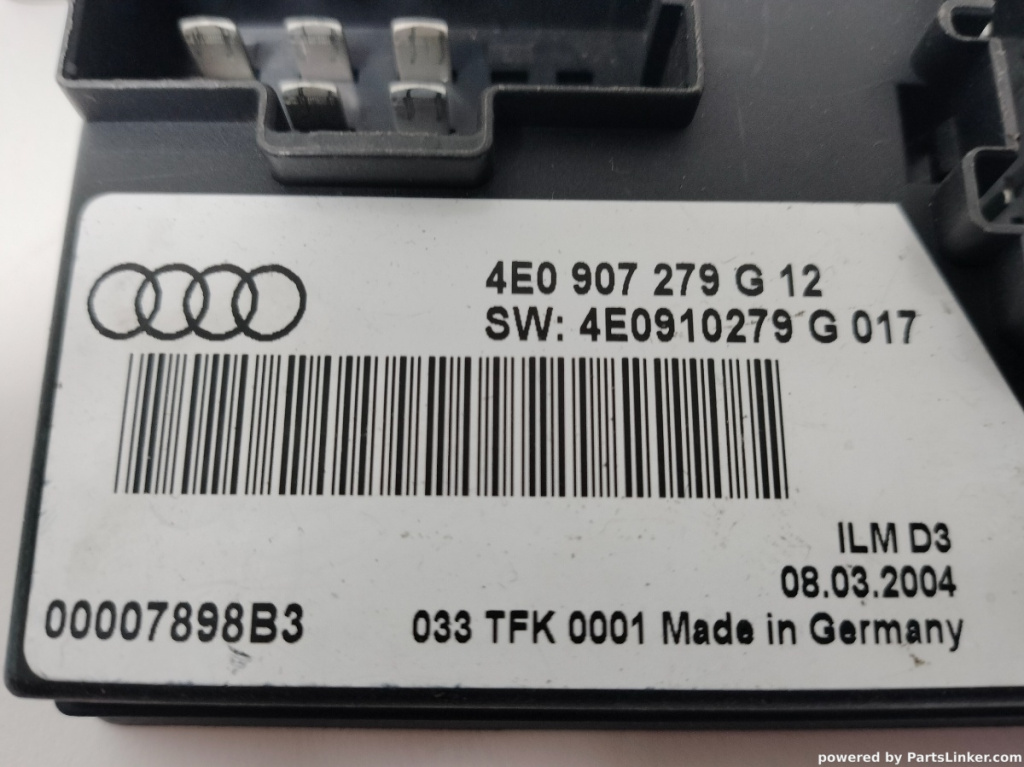 4E0 907 279 G 12
SW: 4E0910279 G 017
ILM D3
08.03.2004
00007898B3
033 TFK 0001 Made in Germany
powered by PartsLinker.com